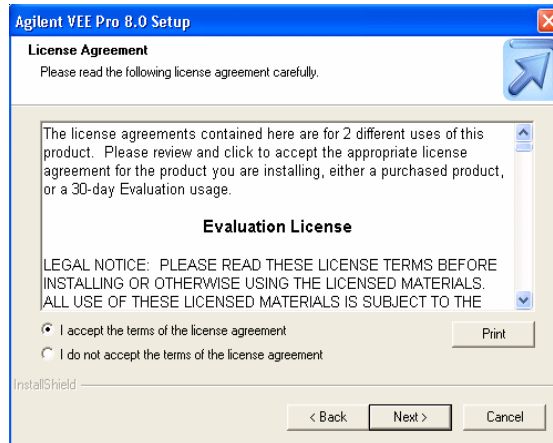 Agilent VEE Pro 8.0 Setup
License Agreement
Please read the following license agreement carefully.
The license agreements contained here are for 2 different uses of this
product.  Please review and click to accept the appropriate license
agreement for the product you are installing, either a purchased product,
or a 30-day Evaluation usage.
Evaluation License
LEGAL NOTICE:  PLEASE READ THESE LICENSE TERMS BEFORE
INSTALLING OR OTHERWISE USING THE LICENSED MATERIALS.
ALL USE OF THESE LICENSED MATERIALS IS SUBJECT TO THE
I accept the terms of the license agreement
Print
I do not accept the terms of the license agreement
InstallShield
< Back
Next >
Cancel